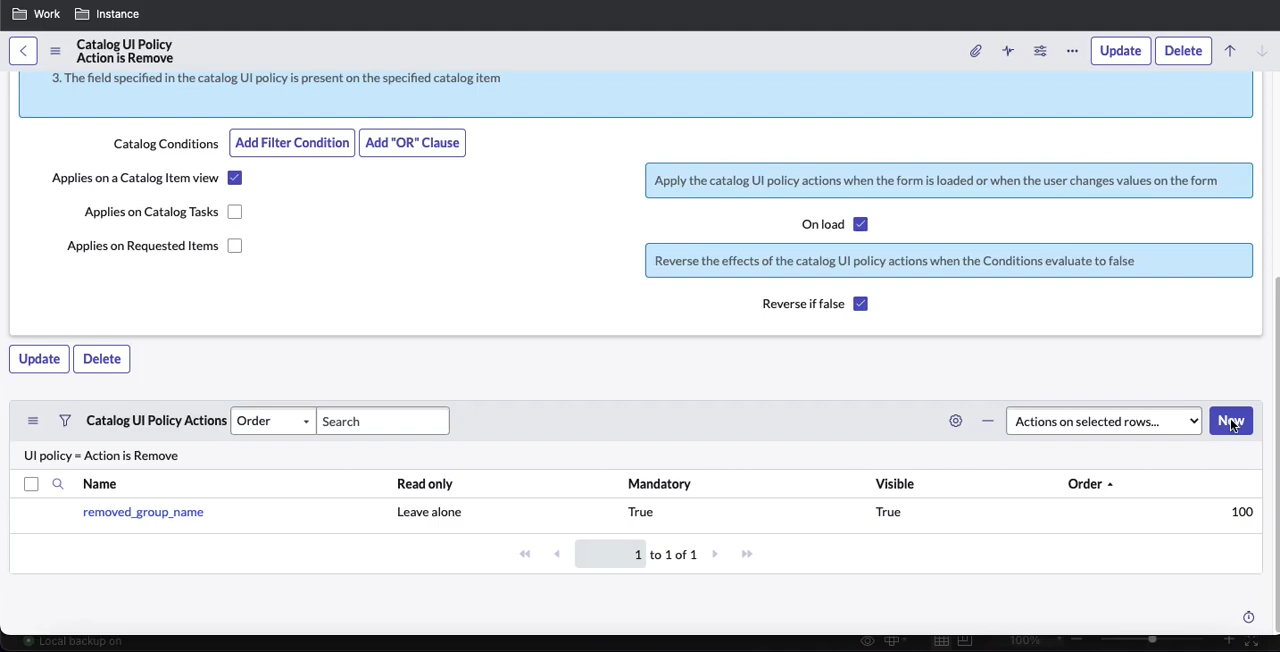 Work Instance
Catalog UI Policy
Action is Remove
Update Delete
3. The field specified in the catalog UI policy is present on the specified catalog item
Catalog Conditions Add Filter Condition Add "OR" Clause
Applies on a Catalog Item view
Apply the catalog UI policy actions when the form is loaded or when the user changes values on the form
Applies on Catalog Tasks
On load
Applies on Requested Items
Reverse the effects of the catalog UI policy actions when the Conditions evaluate to false
Reverse if false
Update Delete
Catalog UI Policy Actions Order Search Actions on selected rows... New
UI policy = Action is Remove
Name Read only Mandatory Visible Order
removed_group_name Leave alone True True 100
1 to 1 of 1
Local backup on 100%